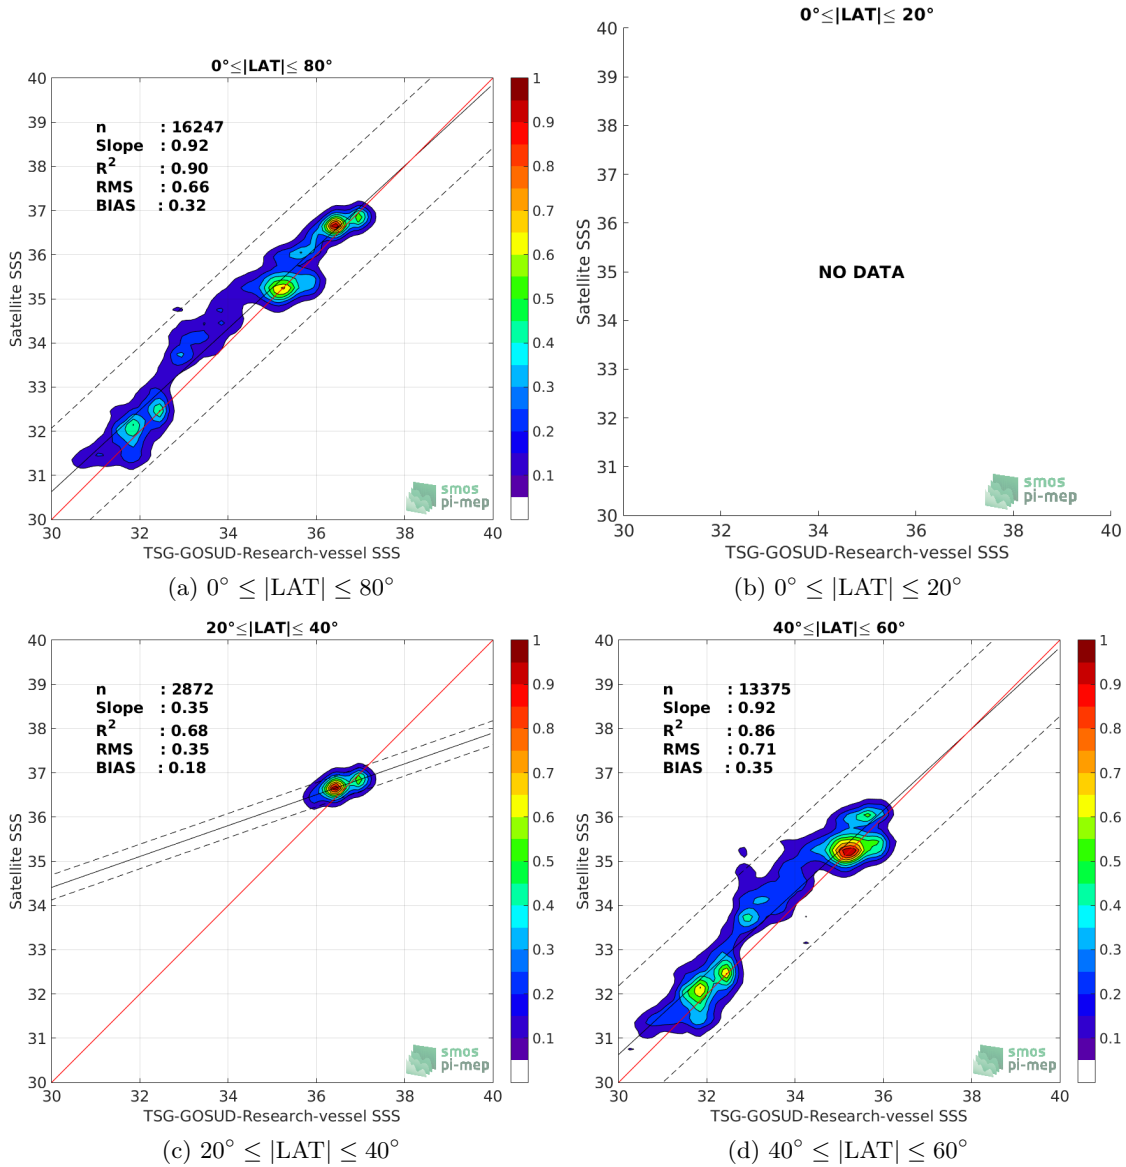 0°≤|LAT|≤ 80°
40
39
38
37
36
35
34
33
32
31
30
Satellite SSS
n : 16247
Slope : 0.92
R² : 0.90
RMS : 0.66
BIAS : 0.32
1
0.9
0.8
0.7
0.6
0.5
0.4
0.3
0.2
0.1
smos
pi-mep
30 32 34 36 38 40
TSG-GOSUD-Research-vessel SSS
(a) 0° ≤ |LAT| ≤ 80°
0°≤|LAT|≤ 20°
40
39
38
37
36
35
34
33
32
31
30
Satellite SSS
NO DATA
smos
pi-mep
30 32 34 36 38 40
TSG-GOSUD-Research-vessel SSS
(b) 0° ≤ |LAT| ≤ 20°
20°≤|LAT|≤ 40°
40
39
38
37
36
35
34
33
32
31
30
Satellite SSS
n : 2872
Slope : 0.35
R² : 0.68
RMS : 0.35
BIAS : 0.18
1
0.9
0.8
0.7
0.6
0.5
0.4
0.3
0.2
0.1
smos
pi-mep
30 32 34 36 38 40
TSG-GOSUD-Research-vessel SSS
(c) 20° ≤ |LAT| ≤ 40°
40°≤|LAT|≤ 60°
40
39
38
37
36
35
34
33
32
31
30
Satellite SSS
n : 13375
Slope : 0.92
R² : 0.86
RMS : 0.71
BIAS : 0.35
1
0.9
0.8
0.7
0.6
0.5
0.4
0.3
0.2
0.1
smos
pi-mep
30 32 34 36 38 40
TSG-GOSUD-Research-vessel SSS
(d) 40° ≤ |LAT| ≤ 60°